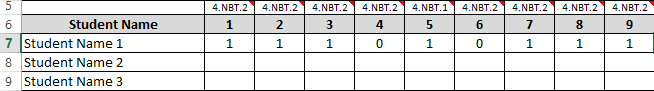 5 4.NBT.2 4.NBT.2 4.NBT.2 4.NBT.2 4.NBT.1 4.NBT.2 4.NBT.2 4.NBT.2 4.NBT.2
6 Student Name 1 2 3 4 5 6 7 8 9
7 Student Name 1 1 1 1 0 1 0 1 1 1
8 Student Name 2
9 Student Name 3